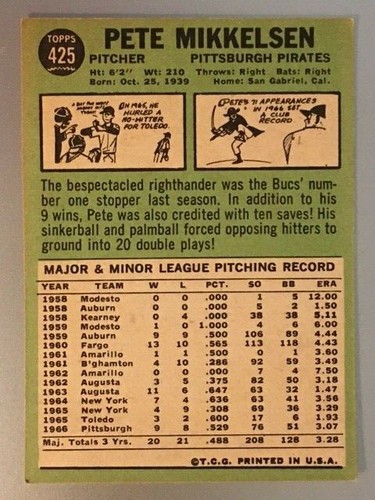 TOPPS
425
PETE MIKKELSEN
PITCHER PITTSBURGH PIRATES
Ht: 6'2" Wt: 210 Throws: Right Bats: Right
Born: Oct. 25, 1939 Home: San Gabriel, Cal.
IN 1965, HE
HURLED A
NO-HITTER
FOR TOLEDO.
PETE'S 71 APPEARANCES
IN 1966 SET
A CLUB
RECORD
The bespectacled righthander was the Bucs' num-
ber one stopper last season. In addition to his
9 wins, Pete was also credited with ten saves! His
sinkerball and palmball forced opposing hitters to
ground into 20 double plays!
MAJOR & MINOR LEAGUE PITCHING RECORD
YEAR TEAM W L PCT. SO BB ERA
1958 Modesto 0 0 .000 1 5 12.00
1958 Auburn 0 0 .000 5 2 1.50
1958 Kearney 0 4 .000 38 38 5.11
1959 Modesto 1 0 1.000 4 6 6.00
1959 Auburn 9 9 .500 106 89 4.44
1960 Fargo 13 10 .565 113 118 4.43
1961 Amarillo 1 1 .500 0 1 3.60
1961 B'ghamton 4 10 .286 92 59 3.49
1962 Amarillo 0 0 .000 7 4 7.50
1962 Augusta 3 5 .375 82 50 3.18
1963 Augusta 11 6 .647 63 32 1.47
1964 New York 7 4 .636 63 41 3.56
1965 New York 4 9 .308 69 36 3.29
1965 Toledo 3 2 .600 17 6 1.93
1966 Pittsburgh 9 8 .529 76 51 3.07
Maj. Totals 3 Yrs. 20 21 .488 208 128 3.28
©T.C.G. PRINTED IN U.S.A.